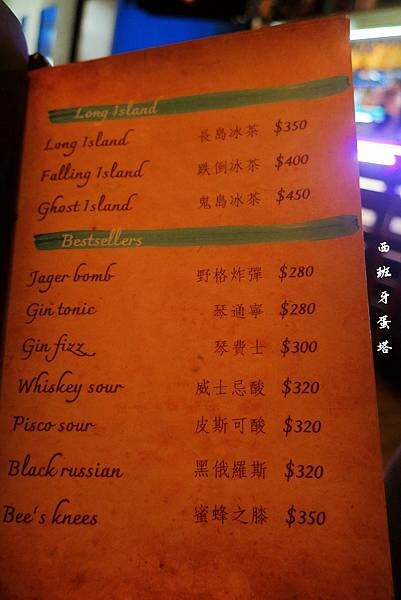 Long Island
Long Island 長島冰茶 $350
Falling Island 跌倒冰茶 $400
Ghost Island 鬼島冰茶 $450
Bestsellers
Jager bomb 野格炸彈 $280
Gin tonic 琴通寧 $280
Gin fizz 琴費士 $300
Whiskey sour 威士忌酸 $320
Pisco sour 皮斯可酸 $320
Black russian 黑俄羅斯 $320
Bee's knees 蜜蜂之膝 $350
西班牙蛋塔